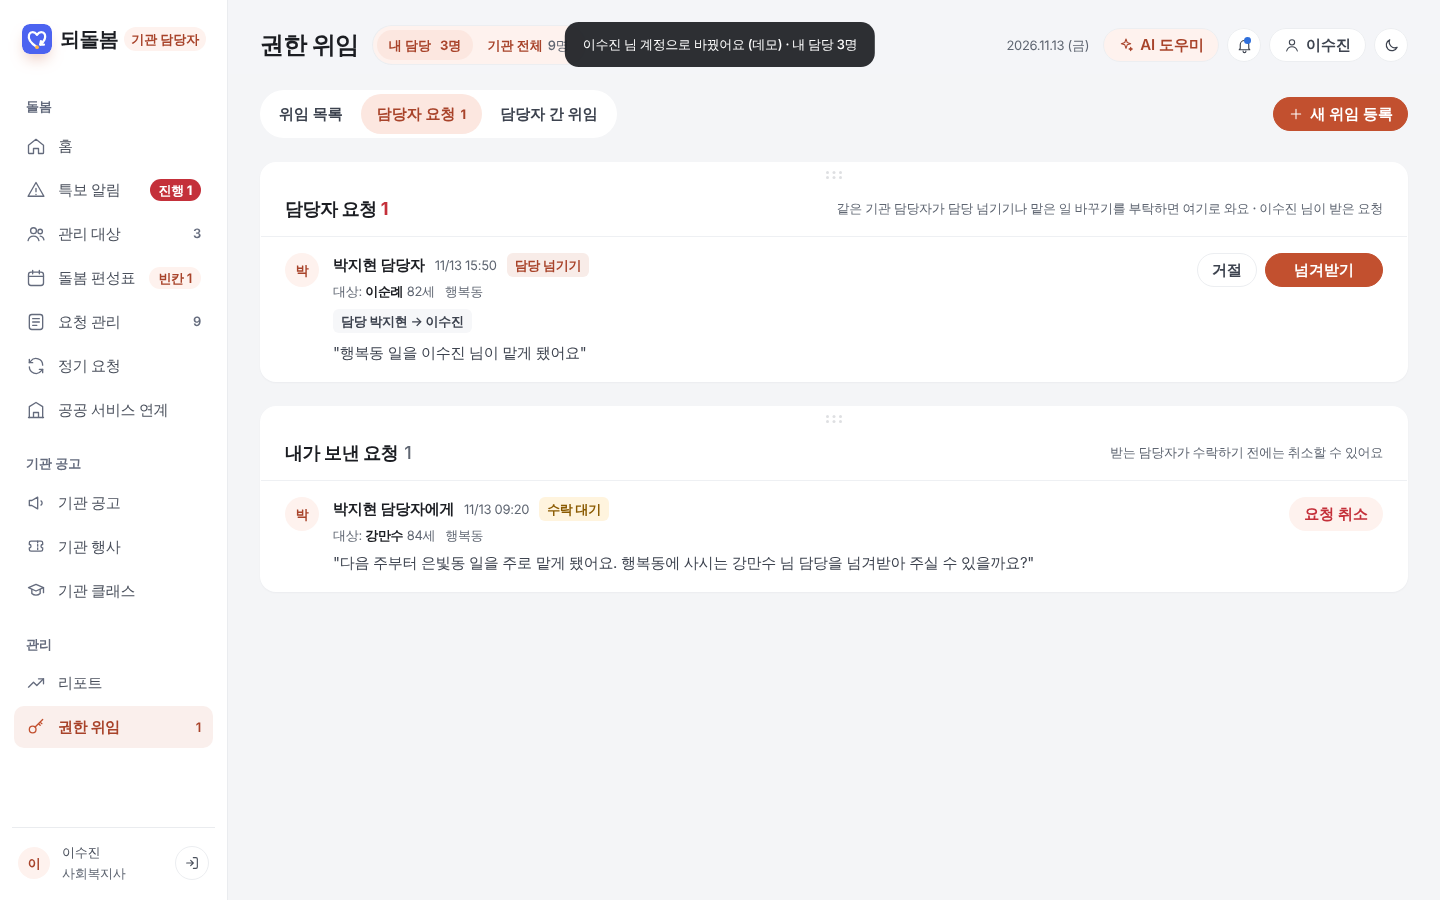 되돌봄 기관 담당자
돌봄
홈
특보 알림 진행 1
관리 대상 3
돌봄 편성표 빈칸 1
요청 관리 9
정기 요청
공공 서비스 연계
기관 공고
기관 공고
기관 행사
기관 클래스
관리
리포트
권한 위임 1
이수진
사회복지사
이
권한 위임 내 담당 3명 기관 전체
이수진 님 계정으로 바꿨어요 (데모) · 내 담당 3명
2026.11.13 (금) AI 도우미 이수진
위임 목록 담당자 요청 1 담당자 간 위임 새 위임 등록
담당자 요청 1 같은 기관 담당자가 담당 넘기기나 맡은 일 바꾸기를 부탁하면 여기로 와요 · 이수진 님이 받은 요청
박 박지현 담당자 11/13 15:50 담당 넘기기 거절 넘겨받기
대상: 이순례 82세 행복동
담당 박지현 → 이수진
"행복동 일을 이수진 님이 맡게 됐어요"
내가 보낸 요청 1 받는 담당자가 수락하기 전에는 취소할 수 있어요
박 박지현 담당자에게 11/13 09:20 수락 대기 요청 취소
대상: 강만수 84세 행복동
"다음 주부터 은빛동 일을 주로 맡게 됐어요. 행복동에 사시는 강만수 님 담당을 넘겨받아 주실 수 있을까요?"